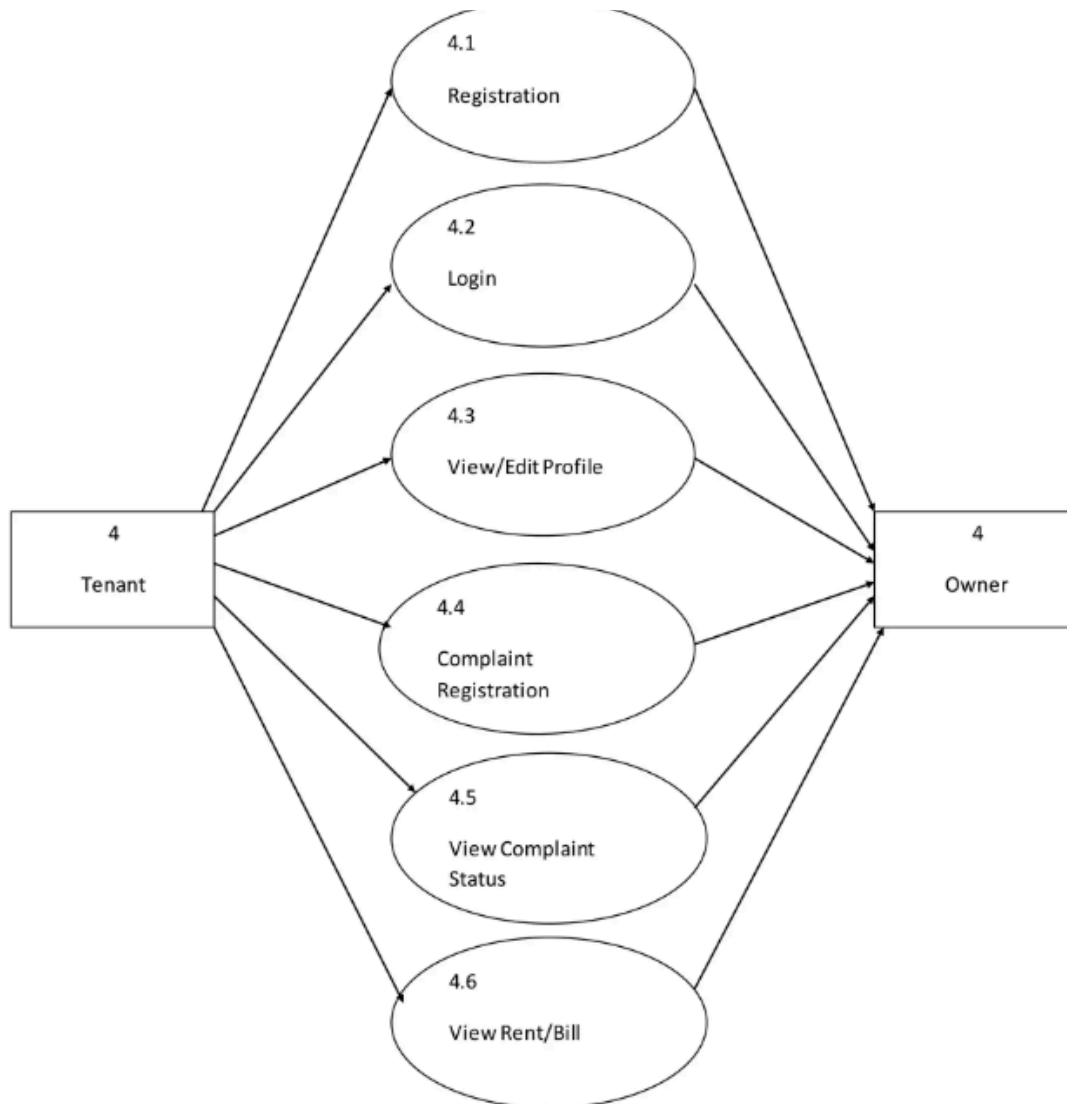 4.1
Registration
4.2
Login
4.3
View/Edit Profile
4
Tenant
4
Owner
4.4
Complaint
Registration
4.5
View Complaint
Status
4.6
View Rent/Bill